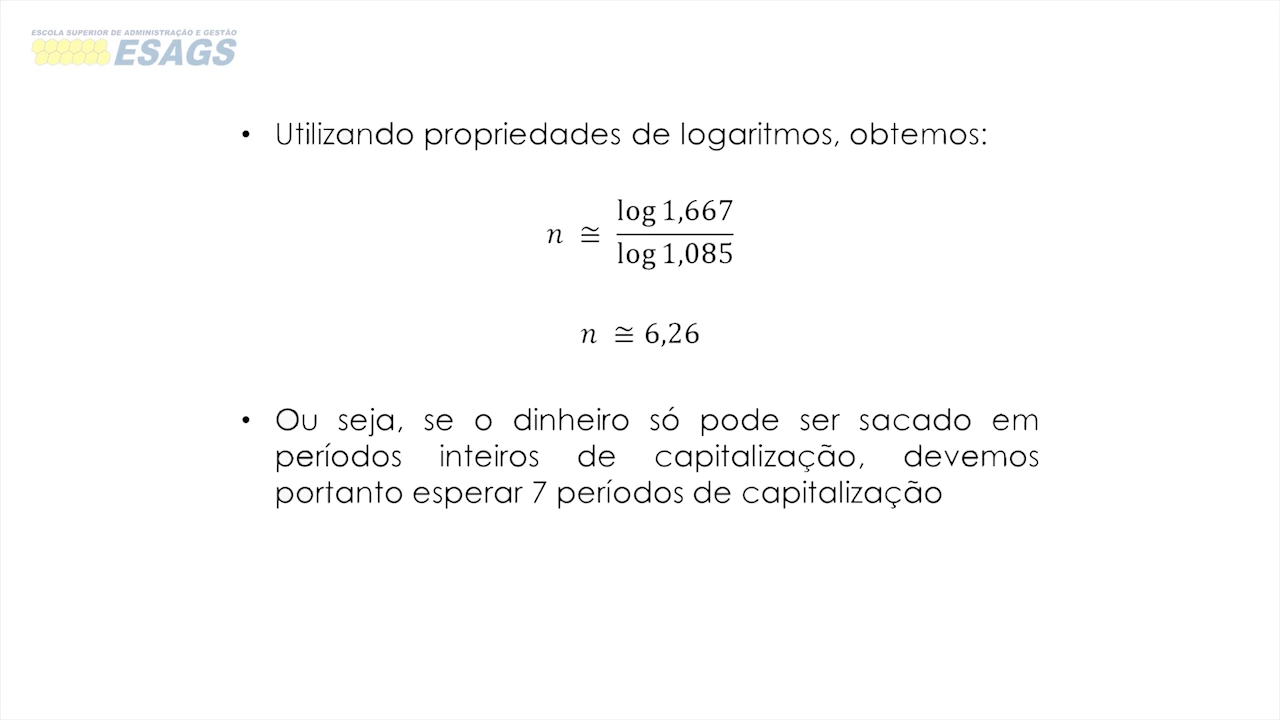 ESCOLA SUPERIOR DE ADMINISTRAÇÃO E GESTÃO
ESAGS
• Utilizando propriedades de logaritmos, obtemos:
n ≅ log 1,667 / log 1,085
n ≅ 6,26
• Ou seja, se o dinheiro só pode ser sacado em
períodos inteiros de capitalização, devemos
portanto esperar 7 períodos de capitalização